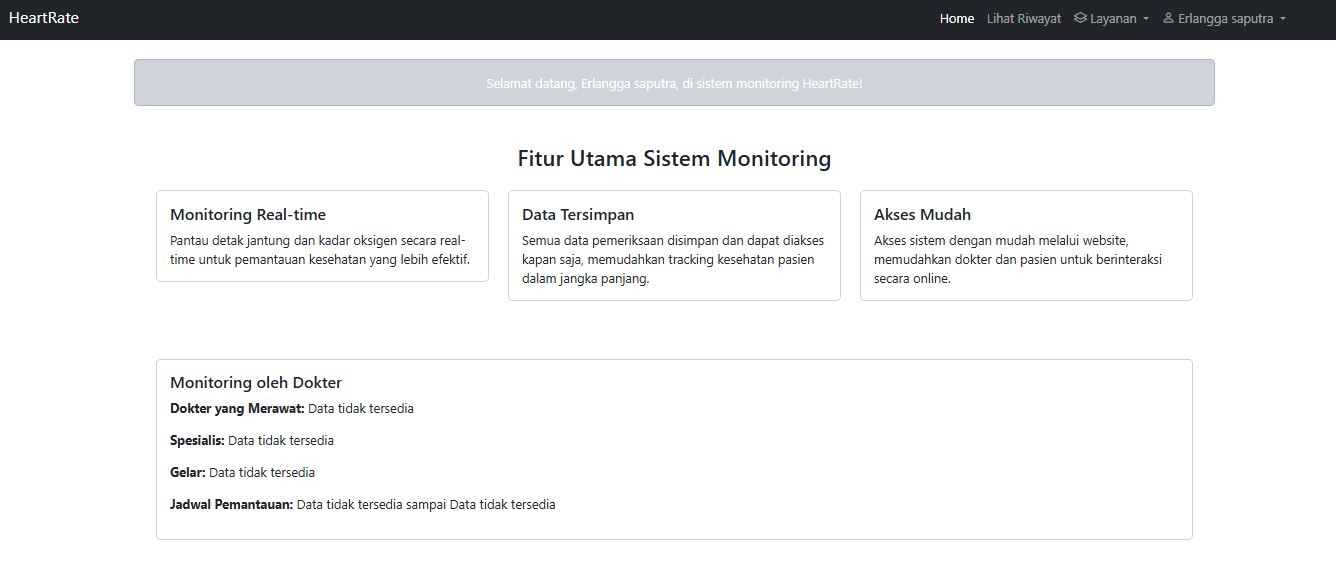 HeartRate
Home Lihat Riwayat Layanan Erlangga saputra
Selamat datang, Erlangga saputra, di sistem monitoring HeartRate!
Fitur Utama Sistem Monitoring
Monitoring Real-time
Pantau detak jantung dan kadar oksigen secara real-
time untuk pemantauan kesehatan yang lebih efektif.
Data Tersimpan
Semua data pemeriksaan disimpan dan dapat diakses
kapan saja, memudahkan tracking kesehatan pasien
dalam jangka panjang.
Akses Mudah
Akses sistem dengan mudah melalui website,
memudahkan dokter dan pasien untuk berinteraksi
secara online.
Monitoring oleh Dokter
Dokter yang Merawat: Data tidak tersedia
Spesialis: Data tidak tersedia
Gelar: Data tidak tersedia
Jadwal Pemantauan: Data tidak tersedia sampai Data tidak tersedia